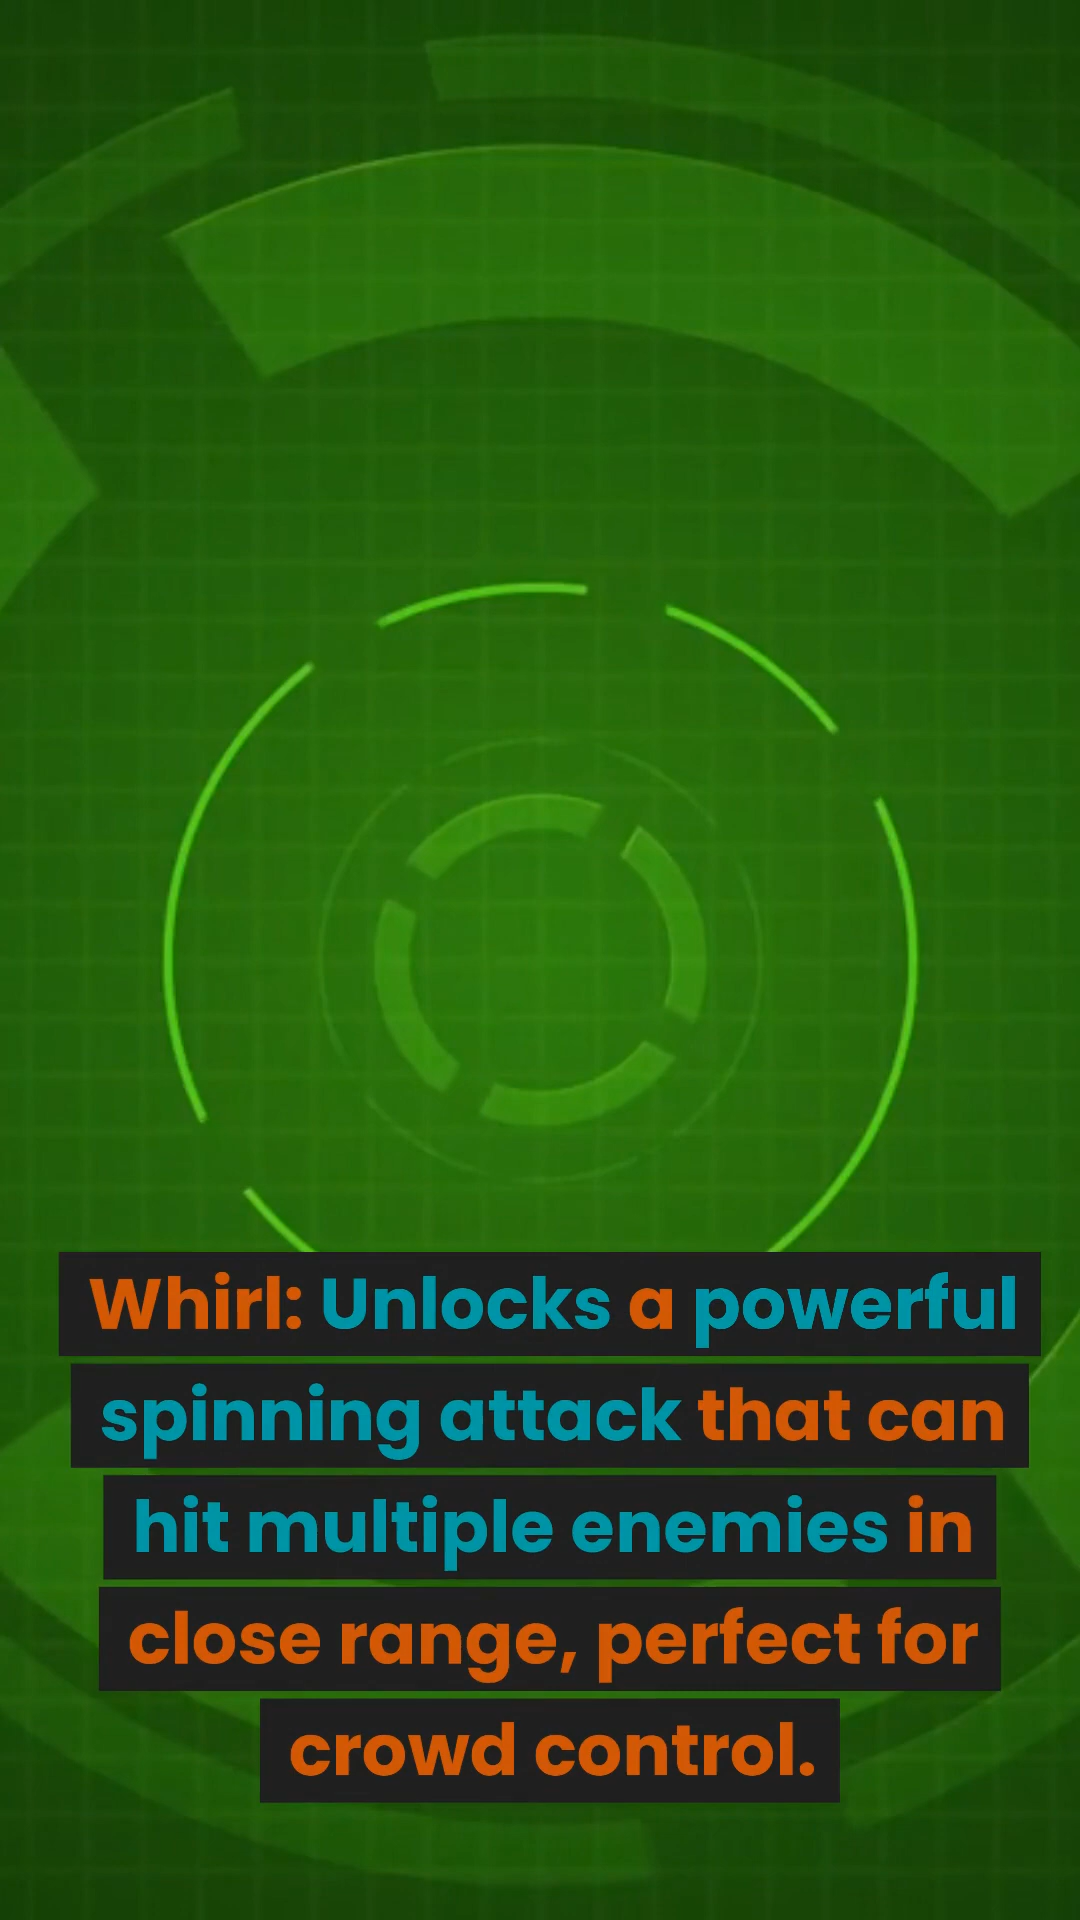 Whirl: Unlocks a powerful
spinning attack that can
hit multiple enemies in
close range, perfect for
crowd control.